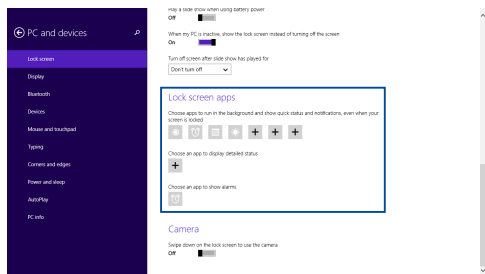 PC and devices
Lock screen
Display
Bluetooth
Devices
Mouse and touchpad
Typing
Corners and edges
Power and sleep
AutoPlay
PC info
Play a slide show when using battery power
Off
When my PC is inactive, show the lock screen instead of turning off the screen
On
Turn off screen after slide show has played for
Don't turn off
Lock screen apps
Choose apps to run in the background and show quick status and notifications, even when your
screen is locked
Choose an app to display detailed status
Choose an app to show alarms
Camera
Swipe down on the lock screen to use the camera
Off